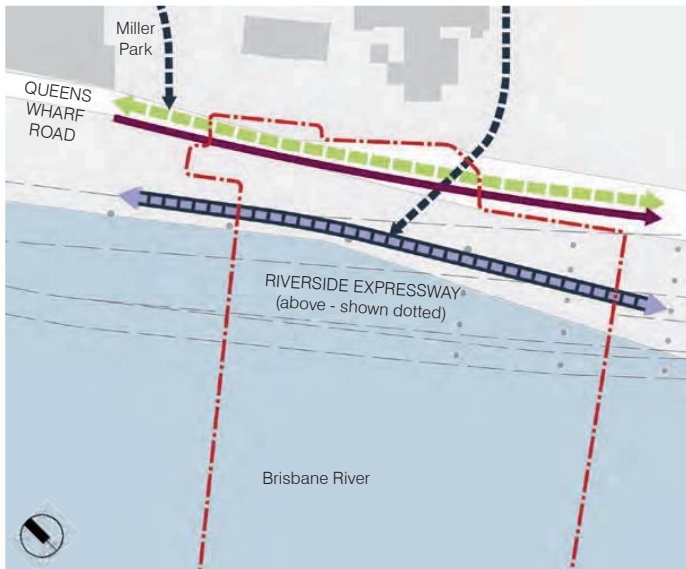 Miller
Park
QUEENS
WHARF
ROAD
RIVERSIDE EXPRESSWAY
(above - shown dotted)
Brisbane River